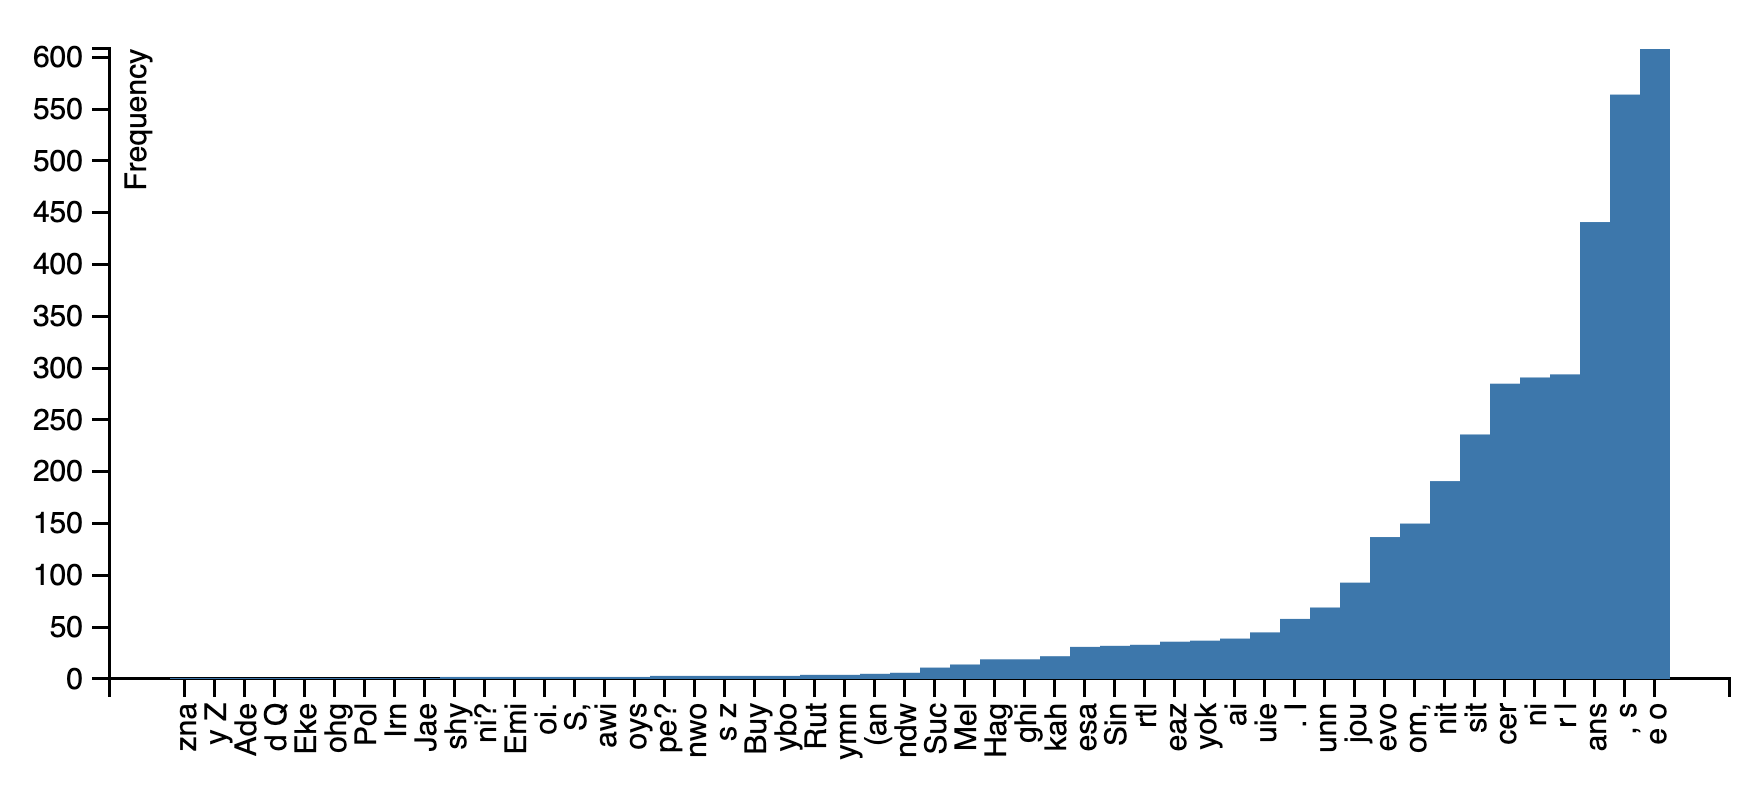 600
550
500
450
400
350
300
250
200
150
100
50
0
Frequency
zna
y Z
Ade
d Q
Eke
ohg
Pol
Irn
Jae
shy
ni?
Emi
oi.
S,
awi
oys
pe?
nwo
s z
Buy
ybo
Rut
ymn
(an
ndw
Suc
Mel
Hag
ghi
kah
esa
Sin
rtl
eaz
yok
ai
uie
. I
unn
jou
evo
om,
nit
sit
cer
ni
r l
ans
, s
e o